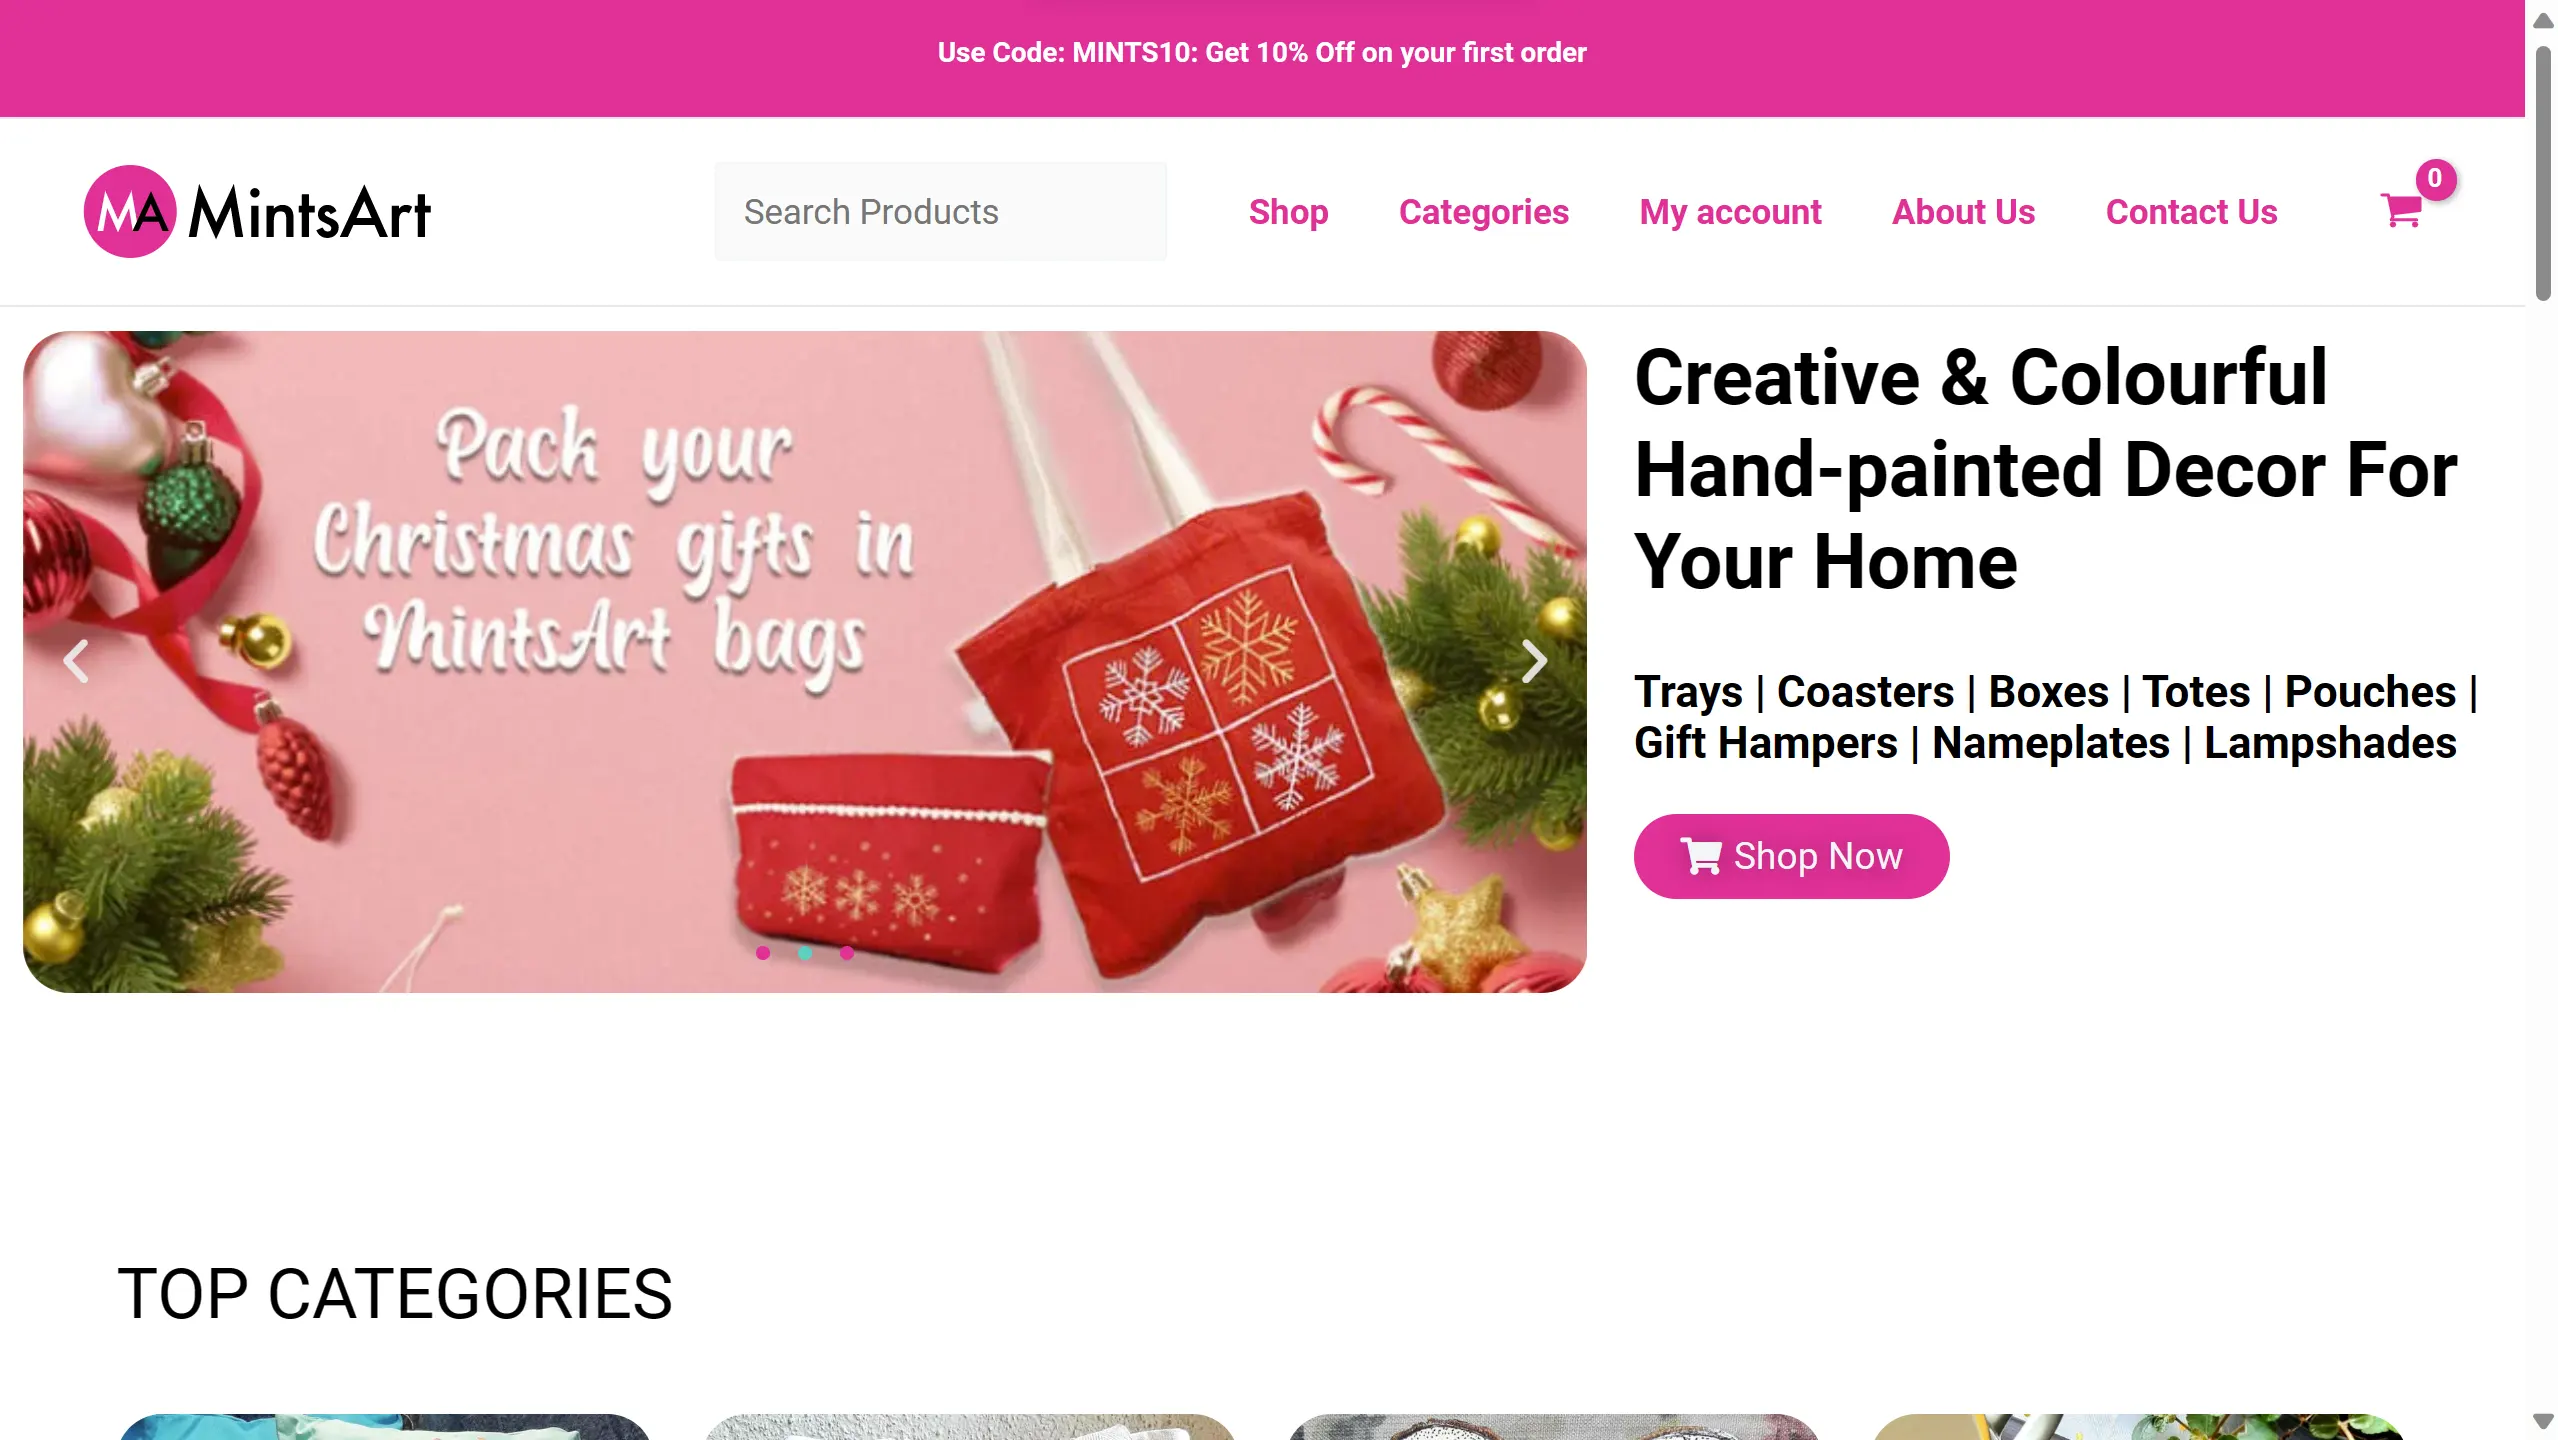 Use Code: MINTS10: Get 10% Off on your first order
MA MintsArt
Search Products
Shop
Categories
My account
About Us
Contact Us
0
Pack your
Christmas gifts in
MintsArt bags
Creative & Colourful
Hand-painted Decor For
Your Home
Trays | Coasters | Boxes | Totes | Pouches |
Gift Hampers | Nameplates | Lampshades
Shop Now
TOP CATEGORIES